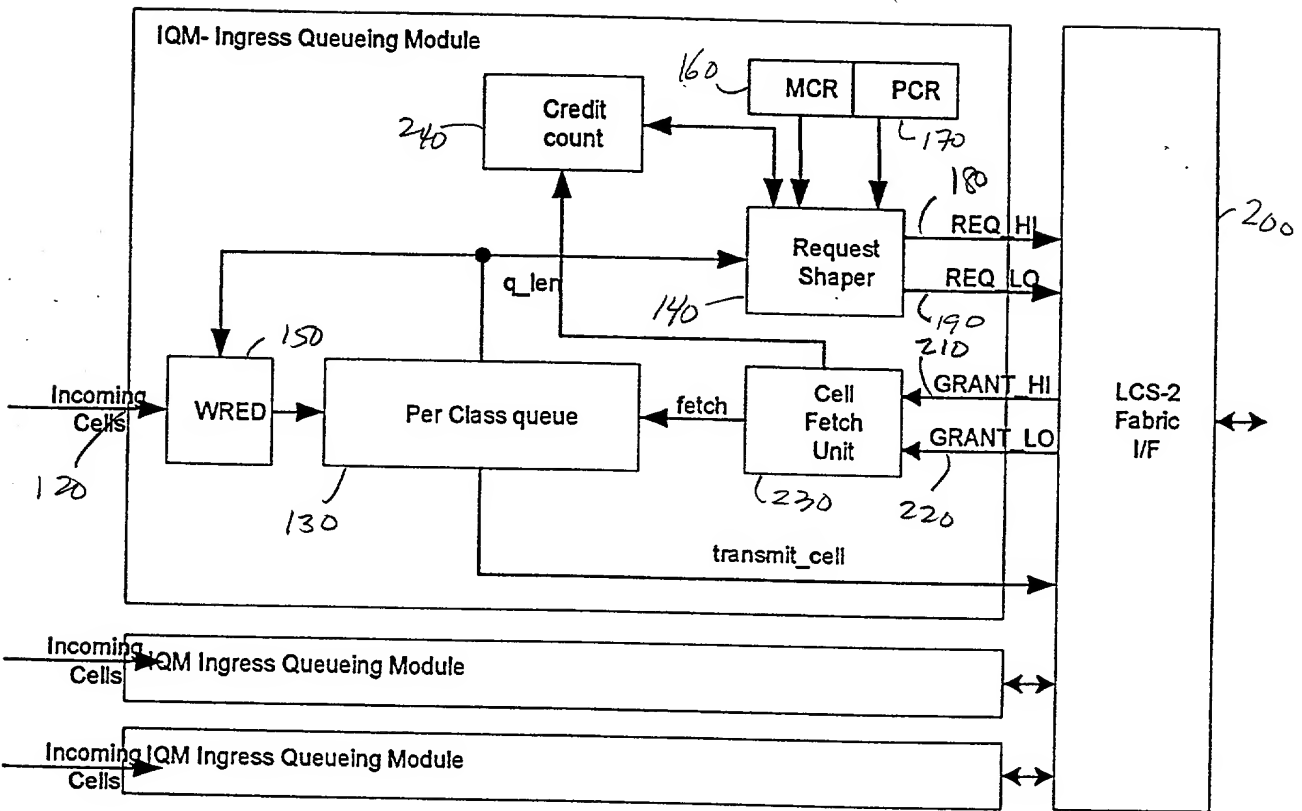 IQM- Ingress Queueing Module
160
MCR
PCR
170
Credit
count
240
180
REQ_HI
200
Request
Shaper
q_len
140
REQ_LO
190
150
210
GRANT_HI
Incoming
Cells
WRED
Per Class queue
fetch
Cell
Fetch
Unit
LCS-2
Fabric
I/F
GRANT_LO
120
130
230
220
transmit_cell
Incoming
Cells
IQM Ingress Queueing Module
Incoming
Cells
IQM Ingress Queueing Module